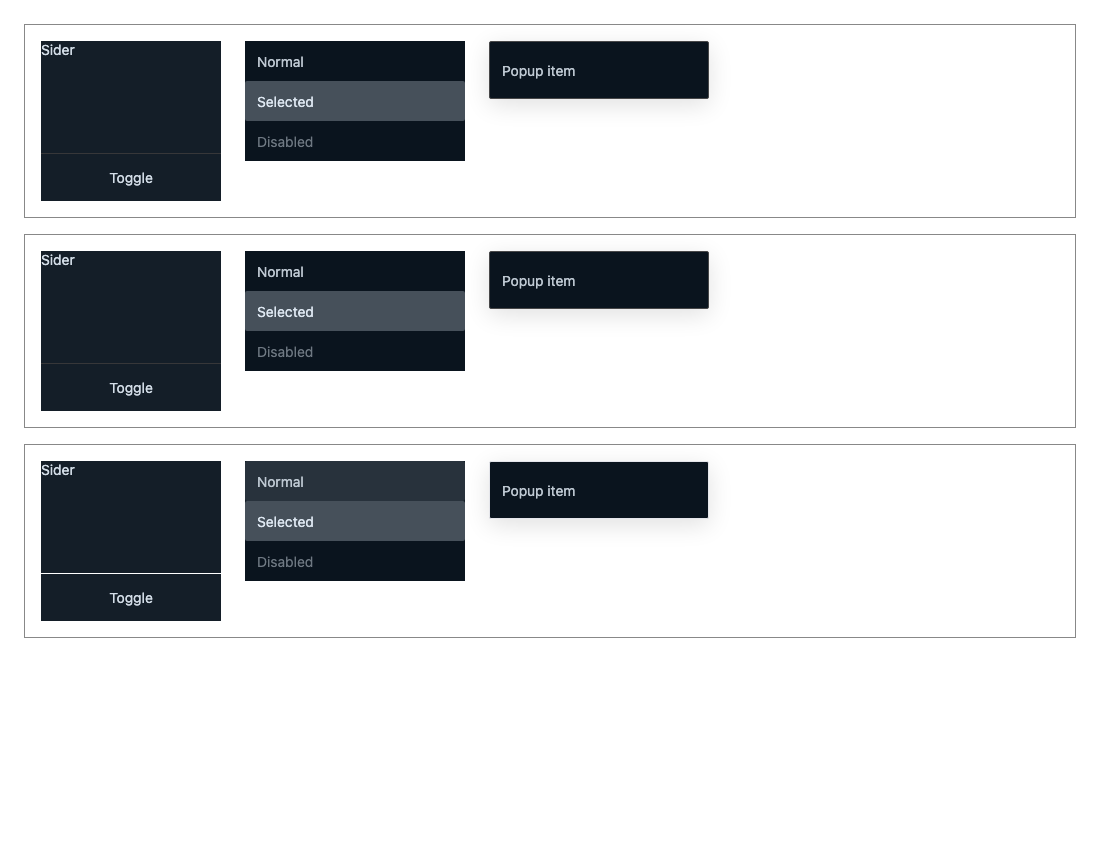 Sider
Toggle
Normal
Selected
Disabled
Popup item
Sider
Toggle
Normal
Selected
Disabled
Popup item
Sider
Toggle
Normal
Selected
Disabled
Popup item